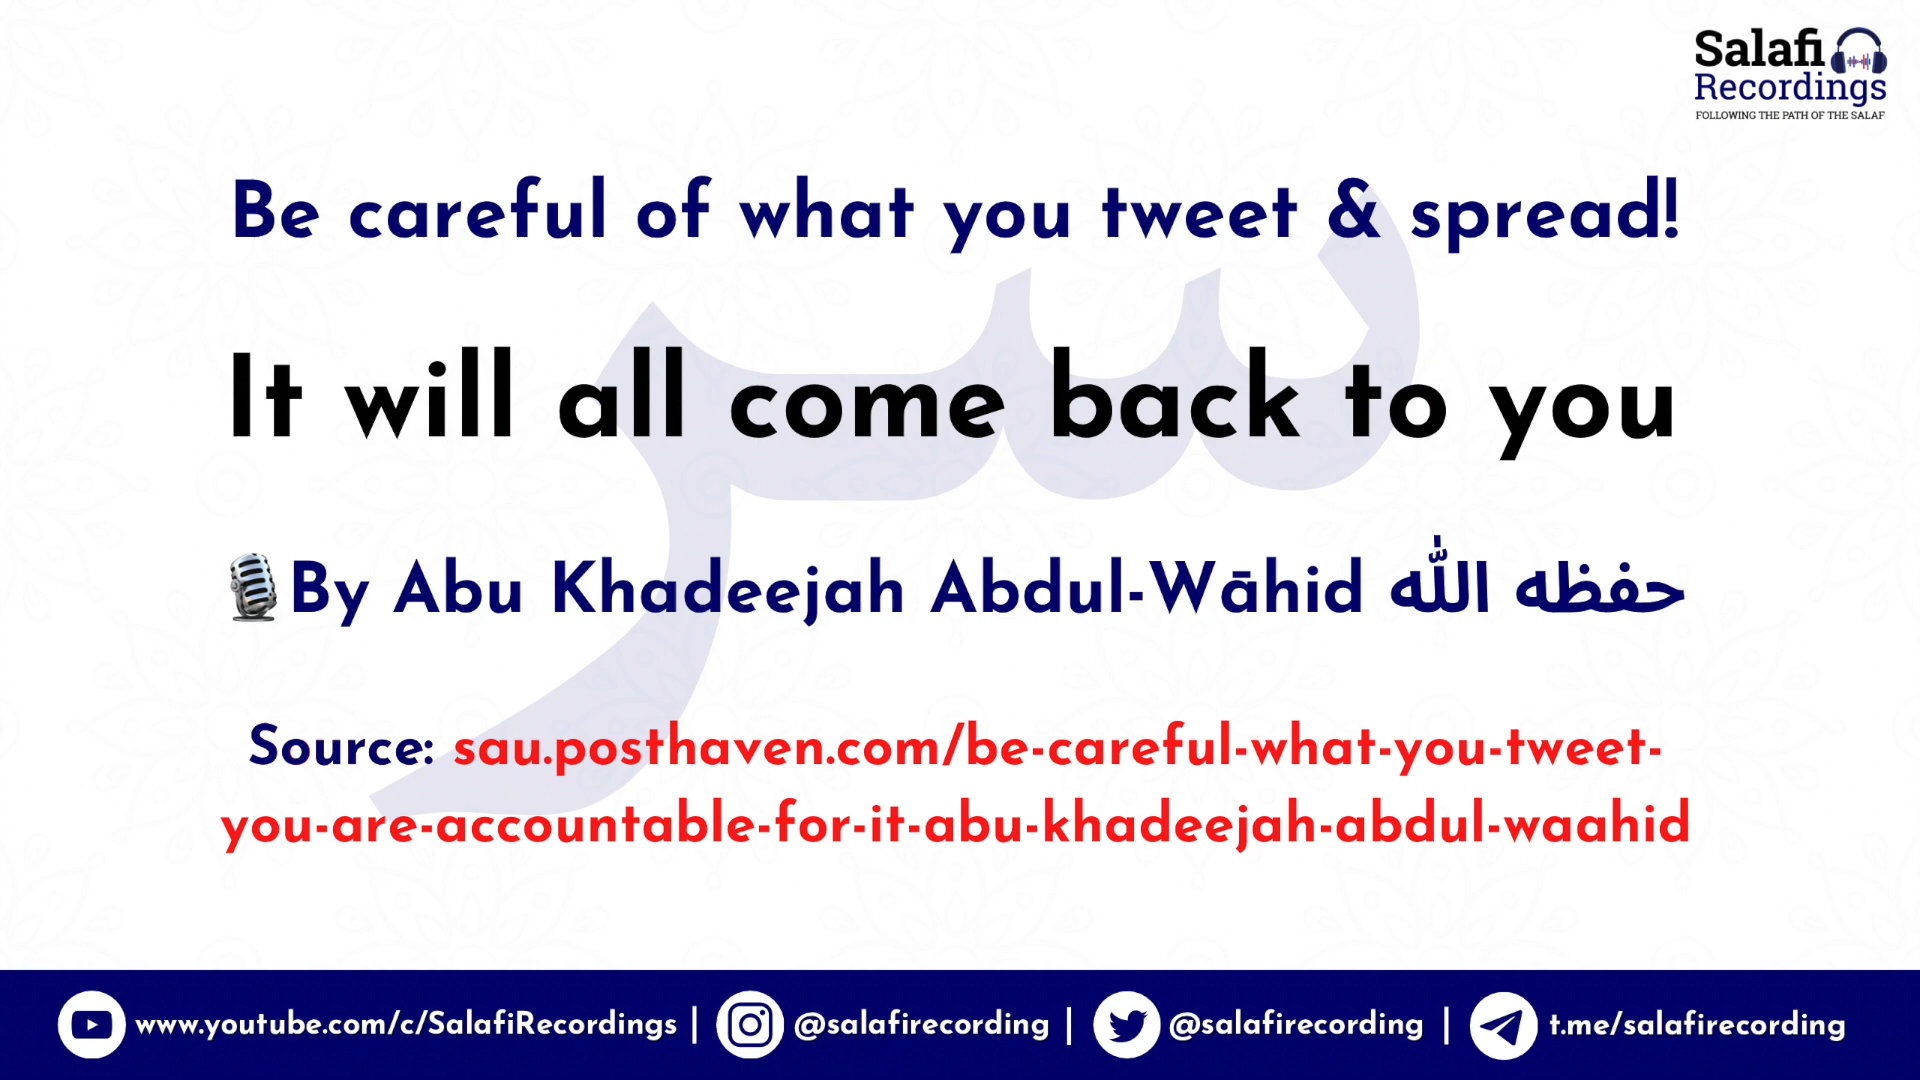 Salafi
Recordings
FOLLOWING THE PATH OF THE SALAF
Be careful of what you tweet & spread!
It will all come back to you
By Abu Khadeejah Abdul-Wāhid حفظه اللّٰه
Source: sau.posthaven.com/be-careful-what-you-tweet-
you-are-accountable-for-it-abu-khadeejah-abdul-waahid
www.youtube.com/c/SalafiRecordings | @salafirecording | @salafirecording | t.me/salafirecording
سر